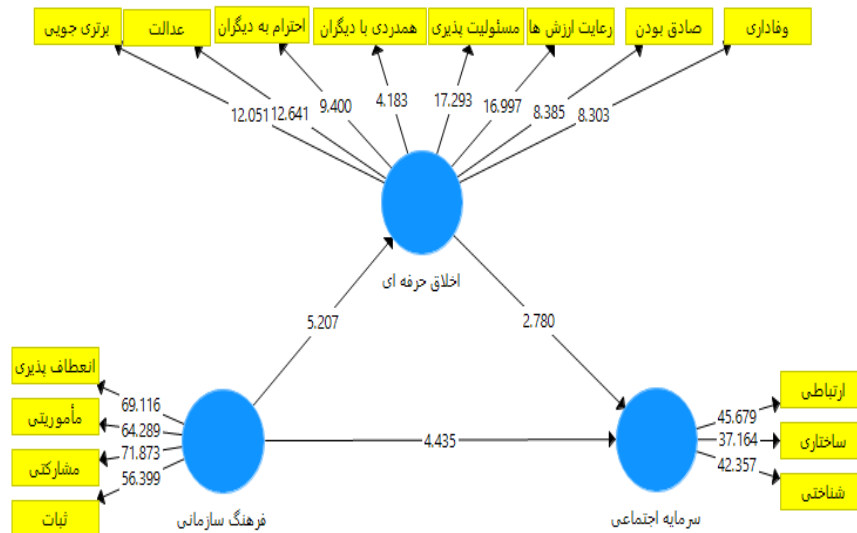 برتری جویی
عدالت
احترام به دیگران
همدردی با دیگران
مسئولیت پذیری
رعایت ارزش ها
صادق بودن
وفاداری
12.051
12.641
9.400
4.183
17.293
16.997
8.385
8.303
اخلاق حرفه ای
5.207
2.780
انعطاف پذیری
مأموریتی
مشارکتی
ثبات
69.116
64.289
71.873
56.399
فرهنگ سازمانی
4.435
ارتباطی
ساختاری
شناختی
45.679
37.164
42.357
سرمایه اجتماعی